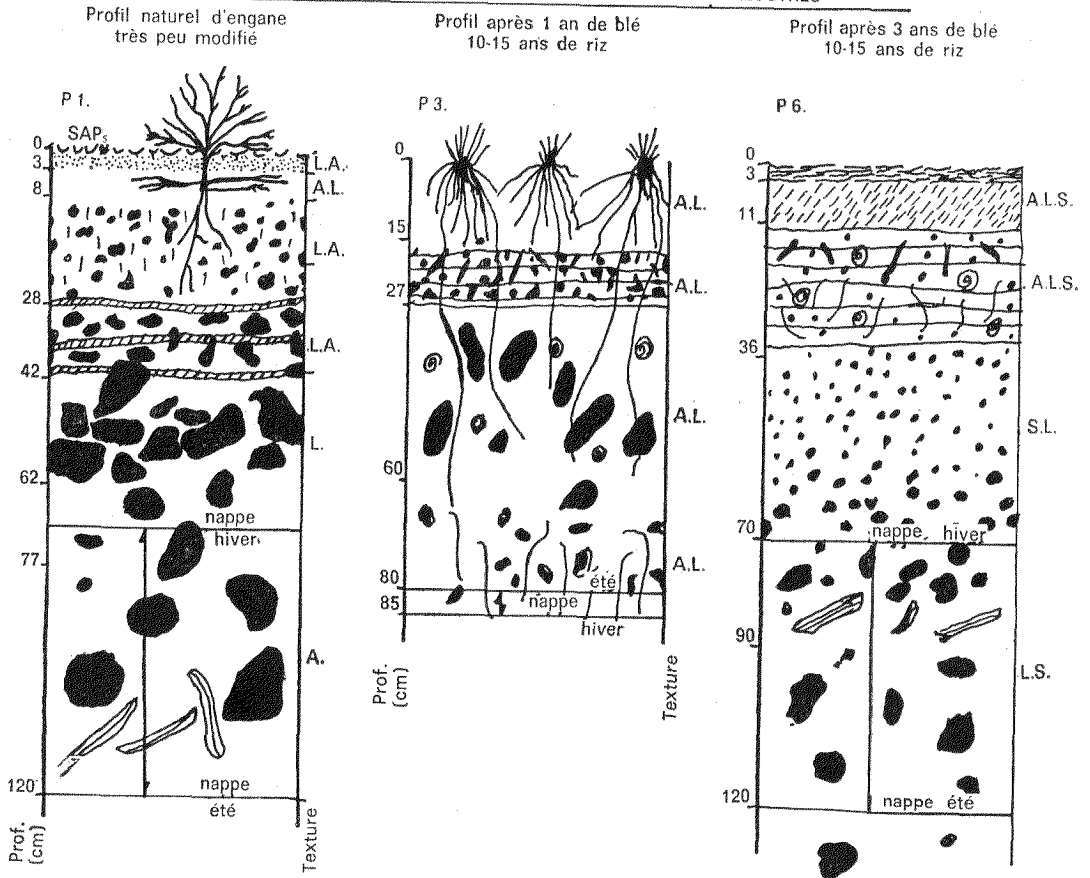 Profil naturel d'engane
très peu modifié
P 1.
SAPs
0
3
8
28
42
62
77
120
L.A.
A.L.
L.A.
L.A.
L.
A.
nappe
hiver
nappe
été
Prof.
(cm)
Texture
Profil après 1 an de blé
10-15 ans de riz
P 3.
0
15
27
60
80
85
A.L.
A.L.
A.L.
A.L.
été
nappe
hiver
Prof.
(cm)
Texture
Profil après 3 ans de blé
10-15 ans de riz
P 6.
0
3
11
36
70
90
120
A.L.S.
A.L.S.
S.L.
L.S.
nappe hiver
nappe été